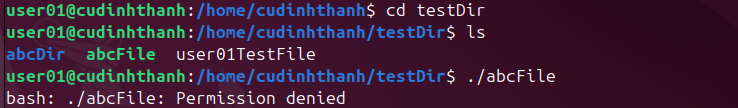 user01@cudinhthanh:/home/cudinhthanh$ cd testDir
user01@cudinhthanh:/home/cudinhthanh/testDir$ ls
abcDir  abcFile  user01TestFile
user01@cudinhthanh:/home/cudinhthanh/testDir$ ./abcFile
bash: ./abcFile: Permission denied